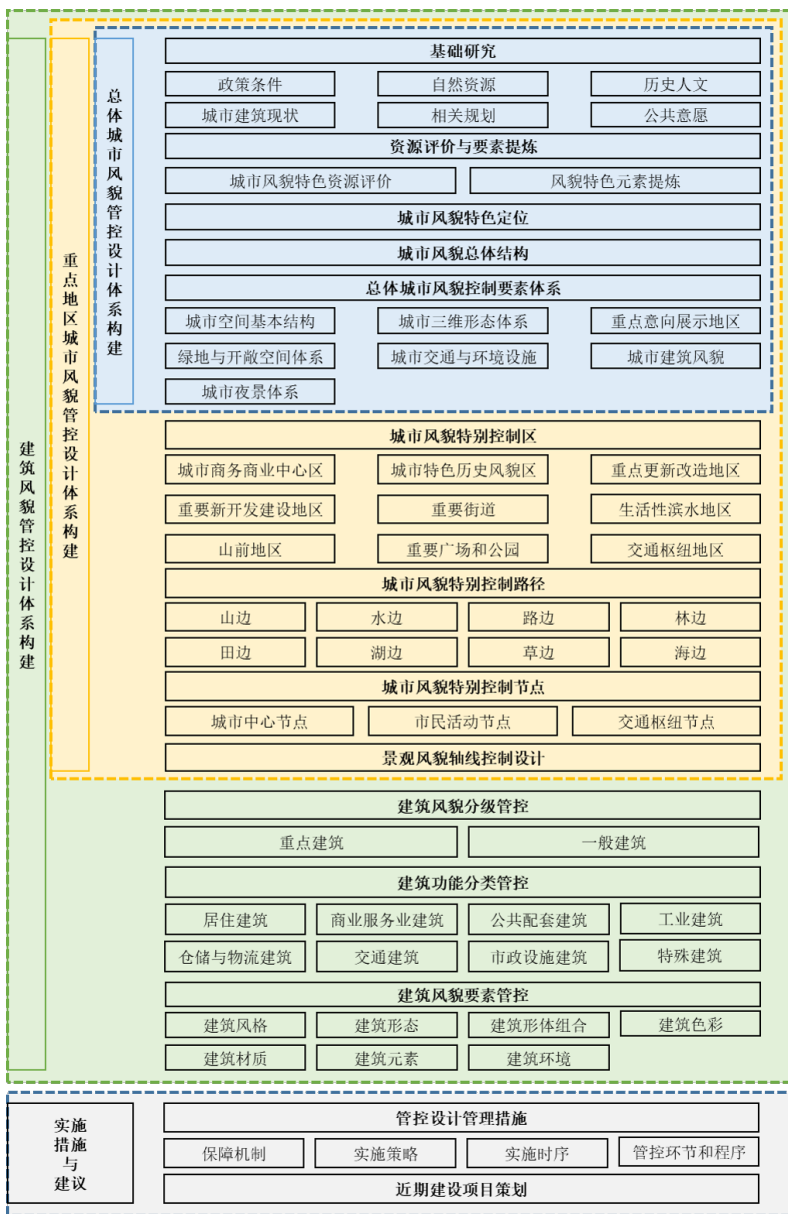 建筑风貌管控设计体系构建
重点地区城市风貌管控设计体系构建
总体城市风貌管控设计体系构建
基础研究
政策条件 自然资源 历史人文
城市建筑现状 相关规划 公共意愿
资源评价与要素提炼
城市风貌特色资源评价 风貌特色元素提炼
城市风貌特色定位
城市风貌总体结构
总体城市风貌控制要素体系
城市空间基本结构 城市三维形态体系 重点意向展示地区
绿地与开敞空间体系 城市交通与环境设施 城市建筑风貌
城市夜景体系
城市风貌特别控制区
城市商务商业中心区 城市特色历史风貌区 重点更新改造地区
重要新开发建设地区 重要街道 生活性滨水地区
山前地区 重要广场和公园 交通枢纽地区
城市风貌特别控制路径
山边 水边 路边 林边
田边 湖边 草边 海边
城市风貌特别控制节点
城市中心节点 市民活动节点 交通枢纽节点
景观风貌轴线控制设计
建筑风貌分级管控
重点建筑 一般建筑
建筑功能分类管控
居住建筑 商业服务业建筑 公共配套建筑 工业建筑
仓储与物流建筑 交通建筑 市政设施建筑 特殊建筑
建筑风貌要素管控
建筑风格 建筑形态 建筑形体组合 建筑色彩
建筑材质 建筑元素 建筑环境
实施
措施
与
建议
管控设计管理措施
保障机制 实施策略 实施时序 管控环节和程序
近期建设项目策划